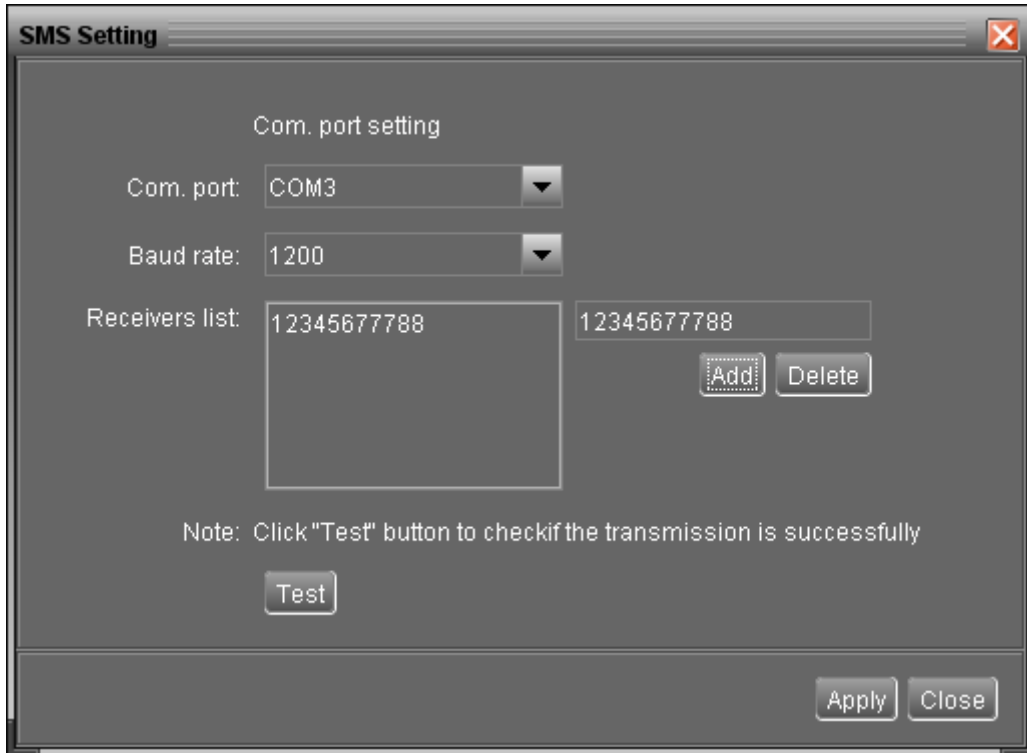 SMS Setting
Com. port setting
Com. port: COM3
Baud rate: 1200
Receivers list: 12345677788 12345677788
Add Delete
Note: Click "Test" button to checkif the transmission is successfully
Test
Apply Close